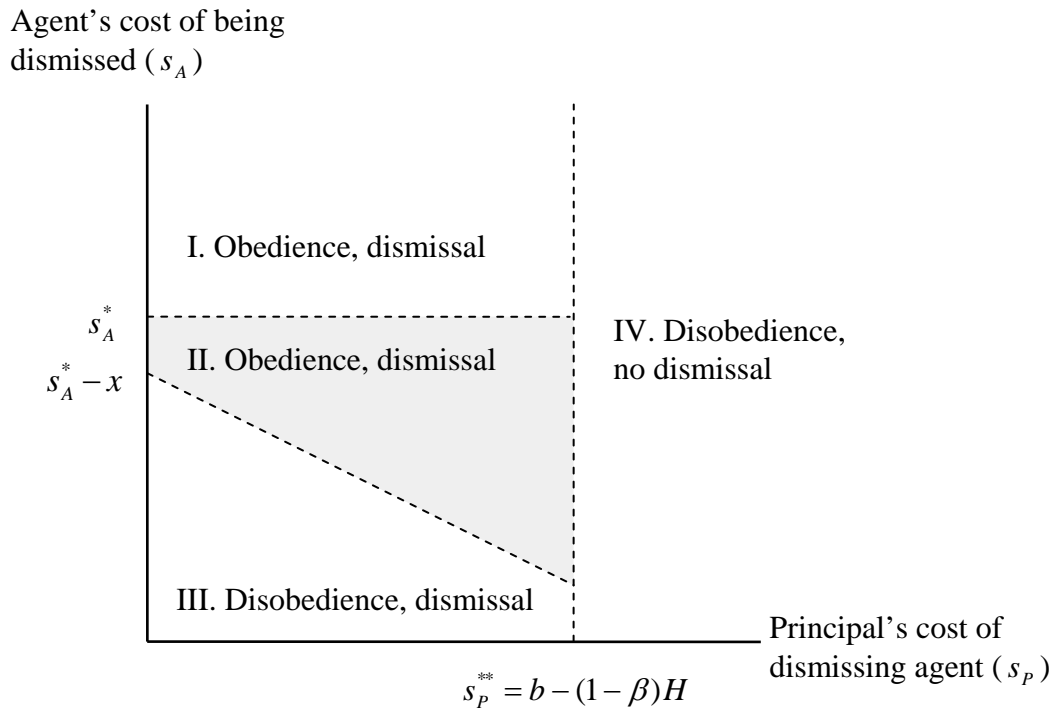 Agent's cost of being
dismissed ( s_A )
I. Obedience, dismissal
s_A^*
II. Obedience, dismissal
IV. Disobedience,
no dismissal
s_A^* − x
III. Disobedience, dismissal
Principal's cost of
dismissing agent ( s_P )
s_P^{**} = b − (1 − β)H